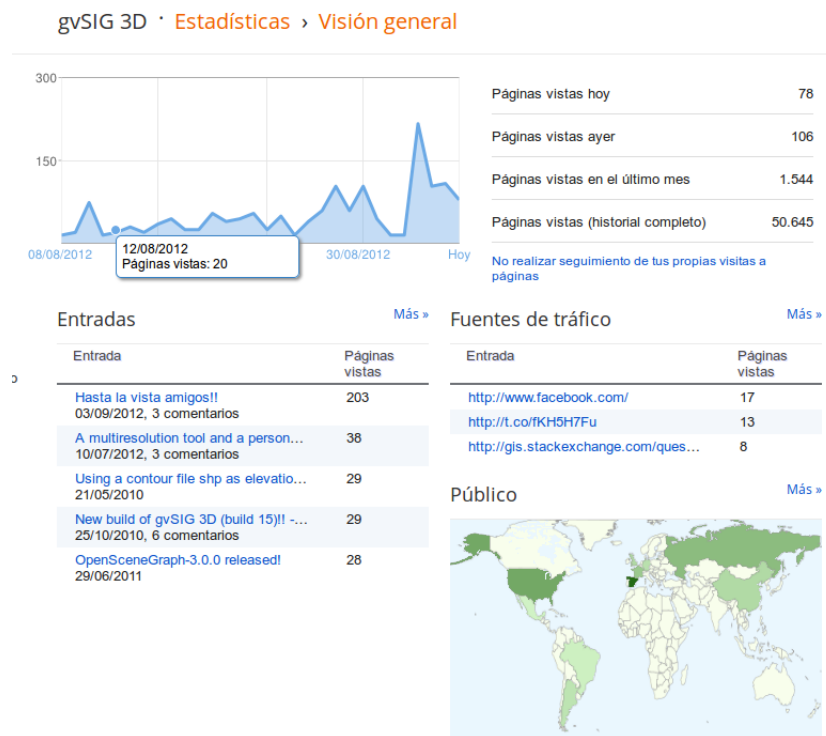 gvSIG 3D · Estadísticas › Visión general
300
150
08/08/2012
30/08/2012
Hoy
12/08/2012
Páginas vistas: 20
Páginas vistas hoy 78
Páginas vistas ayer 106
Páginas vistas en el último mes 1.544
Páginas vistas (historial completo) 50.645
No realizar seguimiento de tus propias visitas a
páginas
Entradas Más »
Entrada Páginas
vistas
Hasta la vista amigos!! 203
03/09/2012, 3 comentarios
A multiresolution tool and a person... 38
10/07/2012, 3 comentarios
Using a contour file shp as elevatio... 29
21/05/2010
New build of gvSIG 3D (build 15)!! -... 29
25/10/2010, 6 comentarios
OpenSceneGraph-3.0.0 released! 28
29/06/2011
Fuentes de tráfico Más »
Entrada Páginas
vistas
http://www.facebook.com/ 17
http://t.co/fKH5H7Fu 13
http://gis.stackexchange.com/ques... 8
Público Más »